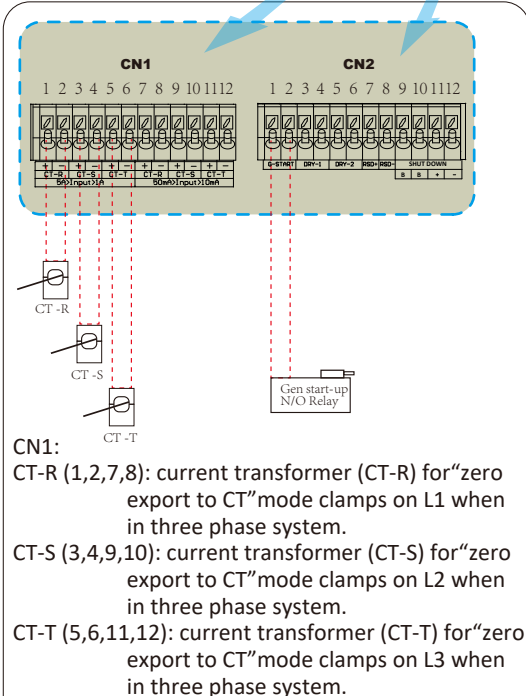 CN1 CN2
1 2 3 4 5 6 7 8 9 10 11 12 1 2 3 4 5 6 7 8 9 10 11 12
+ − + − + − + − + − + − G-START DRY-1 DRY-2 RSD+ RSD- SHUT DOWN
CT-R CT-S CT-T CT-R CT-S CT-T B B + -
5A>Input>1A 50mA>Input>10mA
CT -R
CT -S
CT -T
Gen start-up
N/O Relay
CN1:
CT-R (1,2,7,8): current transformer (CT-R) for“zero
export to CT”mode clamps on L1 when
in three phase system.
CT-S (3,4,9,10): current transformer (CT-S) for“zero
export to CT”mode clamps on L2 when
in three phase system.
CT-T (5,6,11,12): current transformer (CT-T) for“zero
export to CT”mode clamps on L3 when
in three phase system.